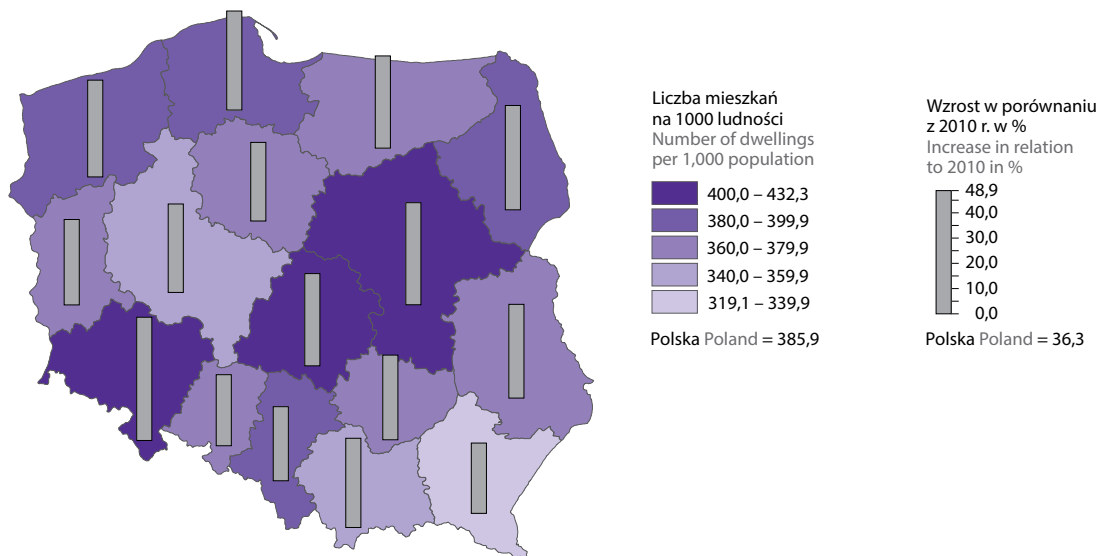 Liczba mieszkań
na 1000 ludności
Number of dwellings
per 1,000 population
400,0 – 432,3
380,0 – 399,9
360,0 – 379,9
340,0 – 359,9
319,1 – 339,9
Polska Poland = 385,9
Wzrost w porównaniu
z 2010 r. w %
Increase in relation
to 2010 in %
48,9
40,0
30,0
20,0
10,0
0,0
Polska Poland = 36,3